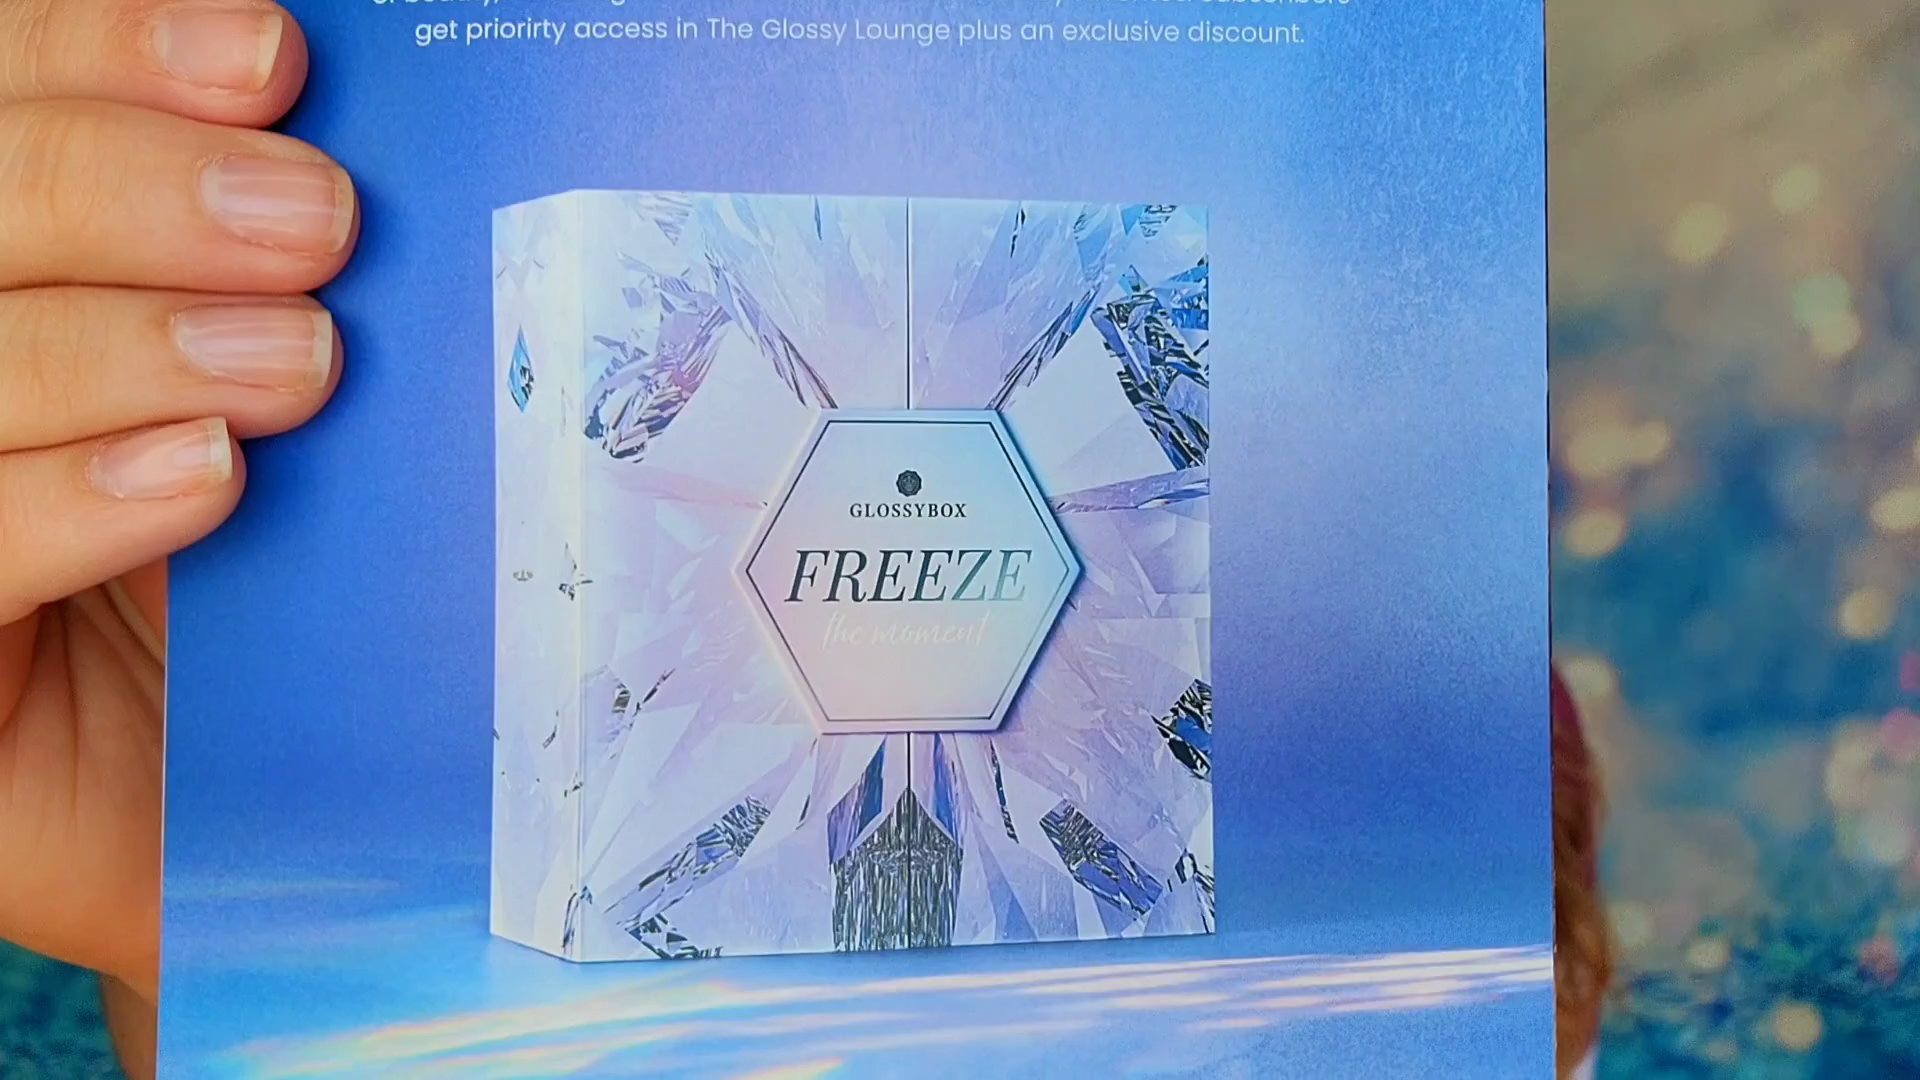 get priorirty access in The Glossy Lounge plus an exclusive discount.
GLOSSYBOX
FREEZE
the moment